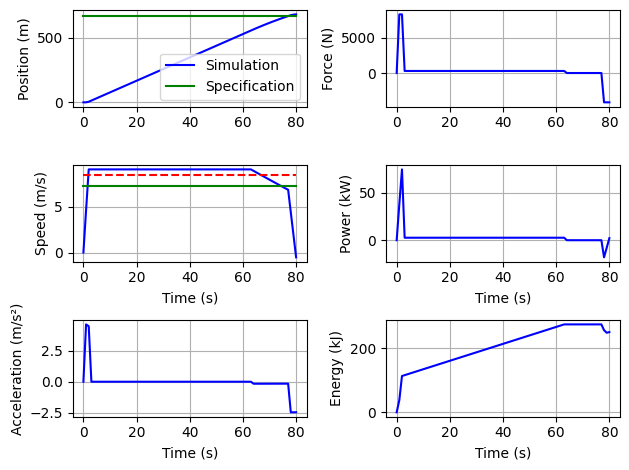 Position (m)
500
0
0 20 40 60 80
Simulation
Specification
Force (N)
5000
0
0 20 40 60 80
Speed (m/s)
5
0
0 20 40 60 80
Time (s)
Power (kW)
50
0
0 20 40 60 80
Time (s)
Acceleration (m/s²)
2.5
0.0
−2.5
0 20 40 60 80
Time (s)
Energy (kJ)
200
0
0 20 40 60 80
Time (s)